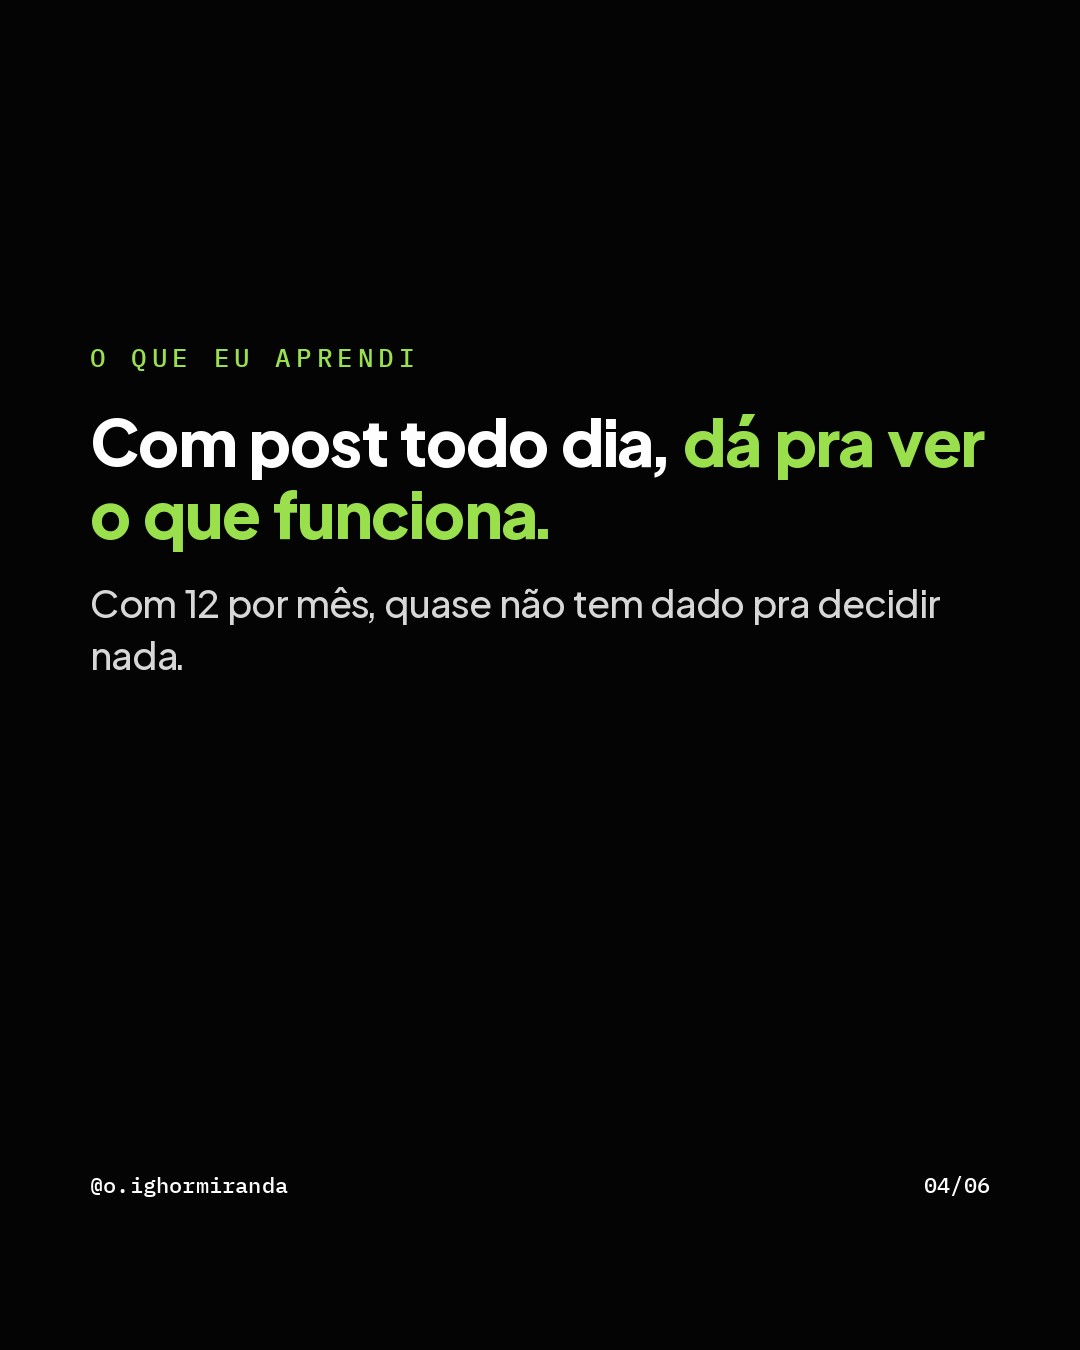 O QUE EU APRENDI
Com post todo dia, dá pra ver
o que funciona.
Com 12 por mês, quase não tem dado pra decidir
nada.
@o.ighormiranda
04/06